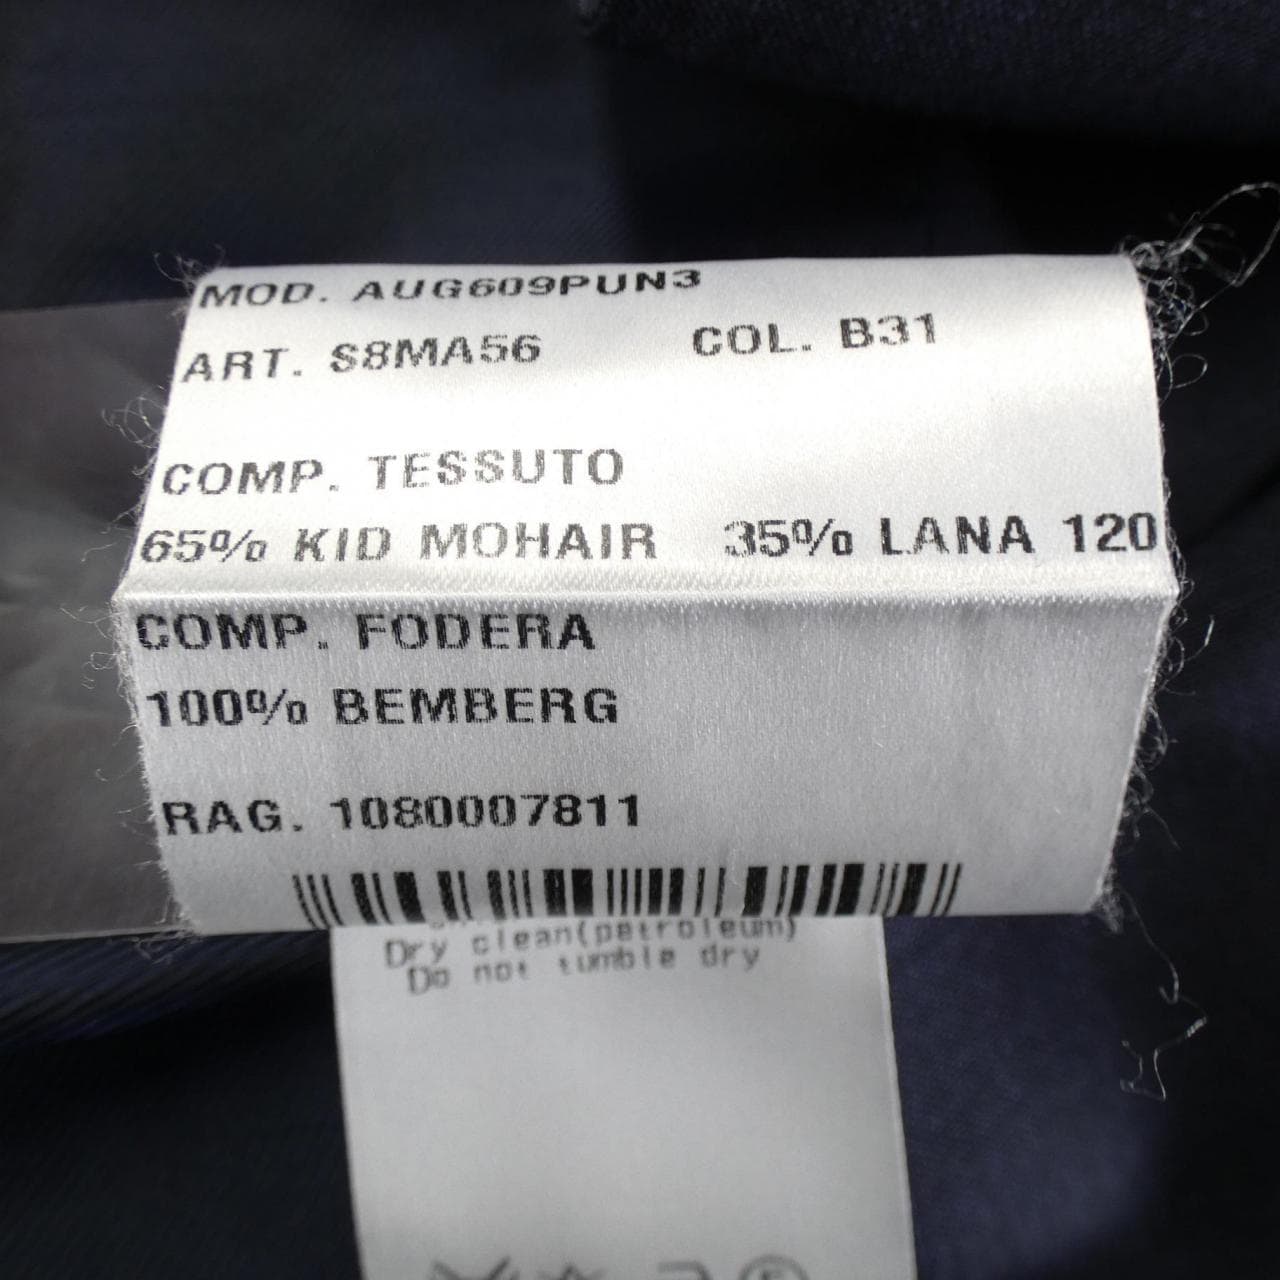 MOD. AUG609PUN3
ART. S8MA56 COL. B31
COMP. TESSUTO
65% KID MOHAIR 35% LANA 120
COMP. FODERA
100% BEMBERG
RAG. 1080007811
Dry clean(petroleum)
Do not tumble dry